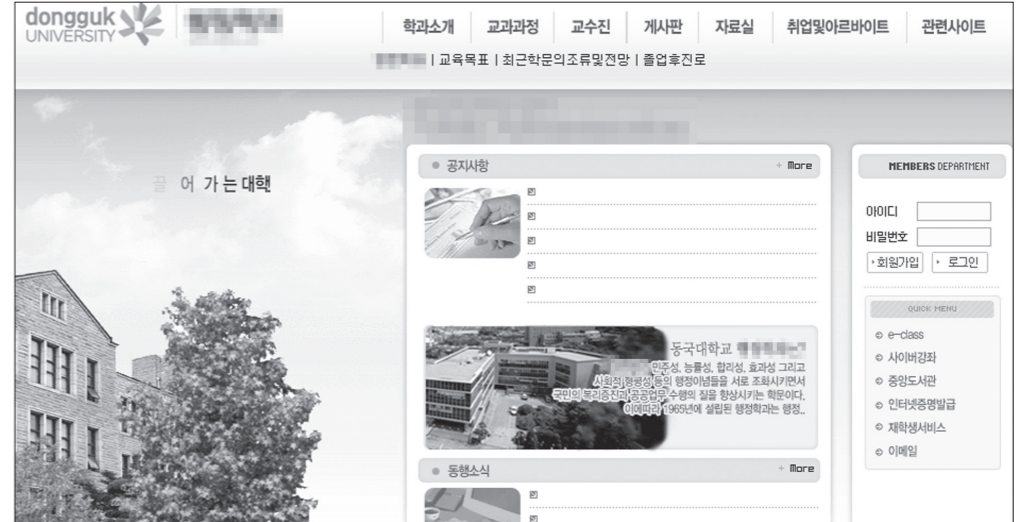 dongguk
UNIVERSITY
학과소개 교과과정 교수진 게시판 자료실 취업및아르바이트 관련사이트
| 교육목표 | 최근학문의조류및전망 | 졸업후진로
끌 어 가는 대핵
공지사항
+ More
동국대학교
민주성, 능률성, 합리성, 효과성 그리고
사회적 형평성 등의 행정이념들을 서로 조화시키면서
국민의 복리증진과 공공업무 수행의 질을 향상시키는 학문이다.
이에따라 1965년에 설립된 행정학과는 행정..
동행소식
+ More
MEMBERS DEPARTMENT
아이디
비밀번호
회원가입 로그인
QUICK MENU
e-class
사이버강좌
중앙도서관
인터넷증명발급
재학생서비스
이메일